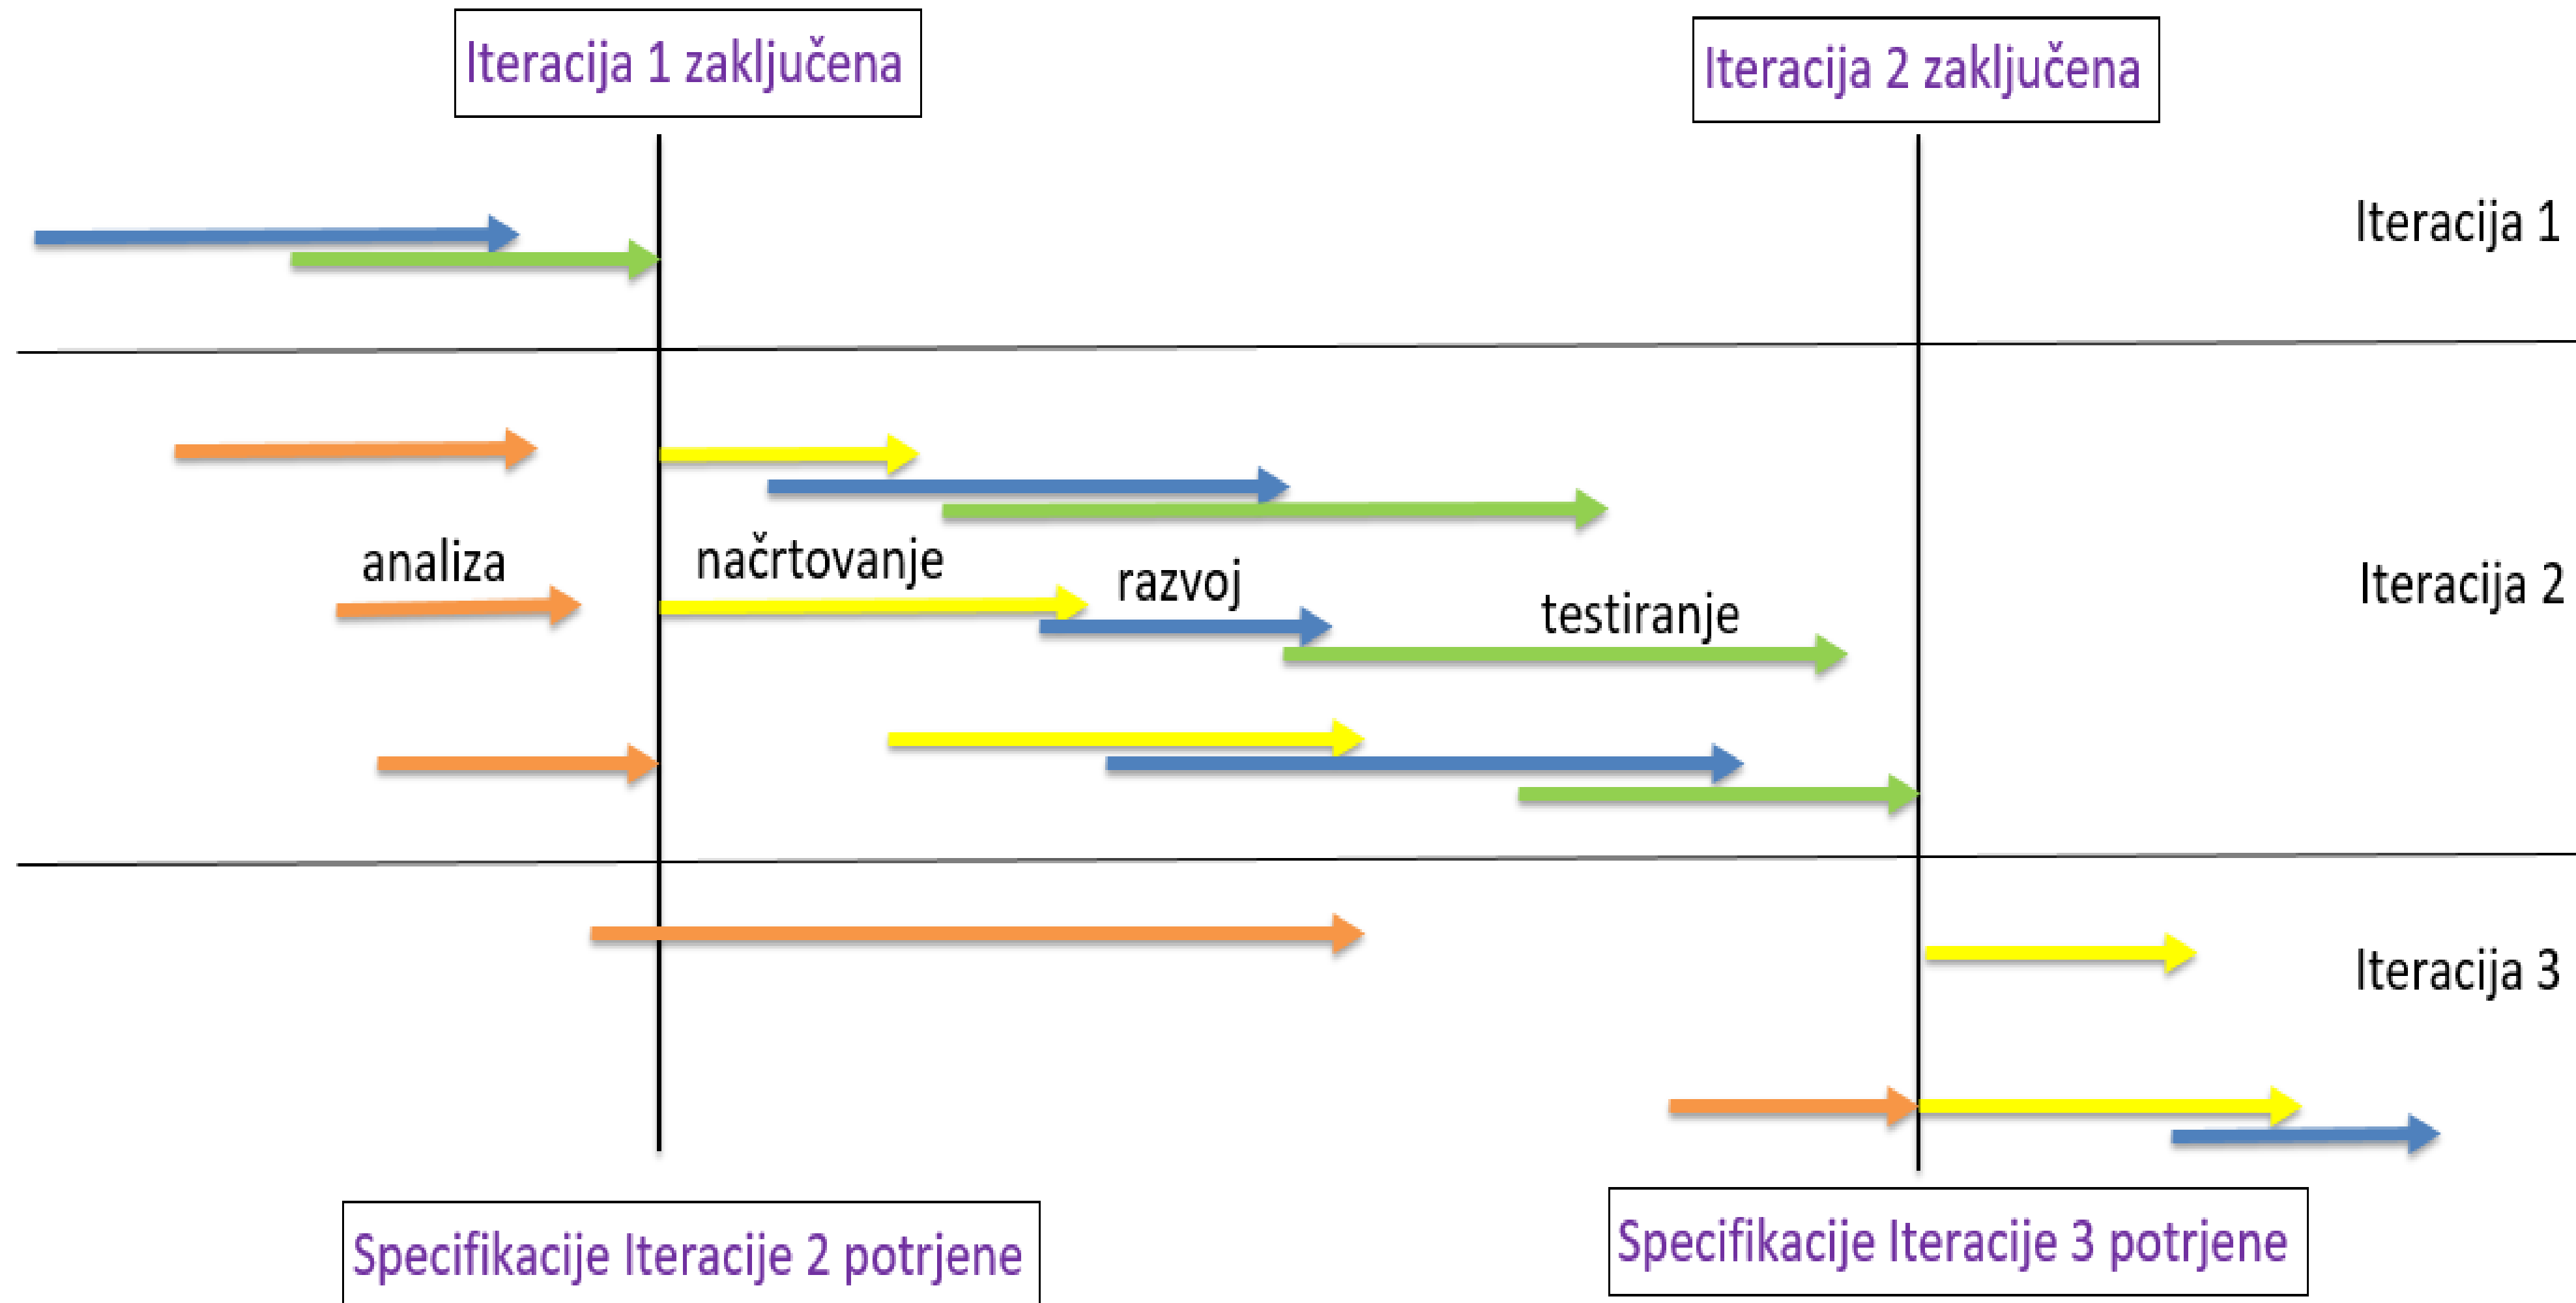 Iteracija 1 zaključena
Iteracija 2 zaključena
Iteracija 1
analiza
načrtovanje
razvoj
testiranje
Iteracija 2
Iteracija 3
Specifikacije Iteracije 2 potrjene
Specifikacije Iteracije 3 potrjene